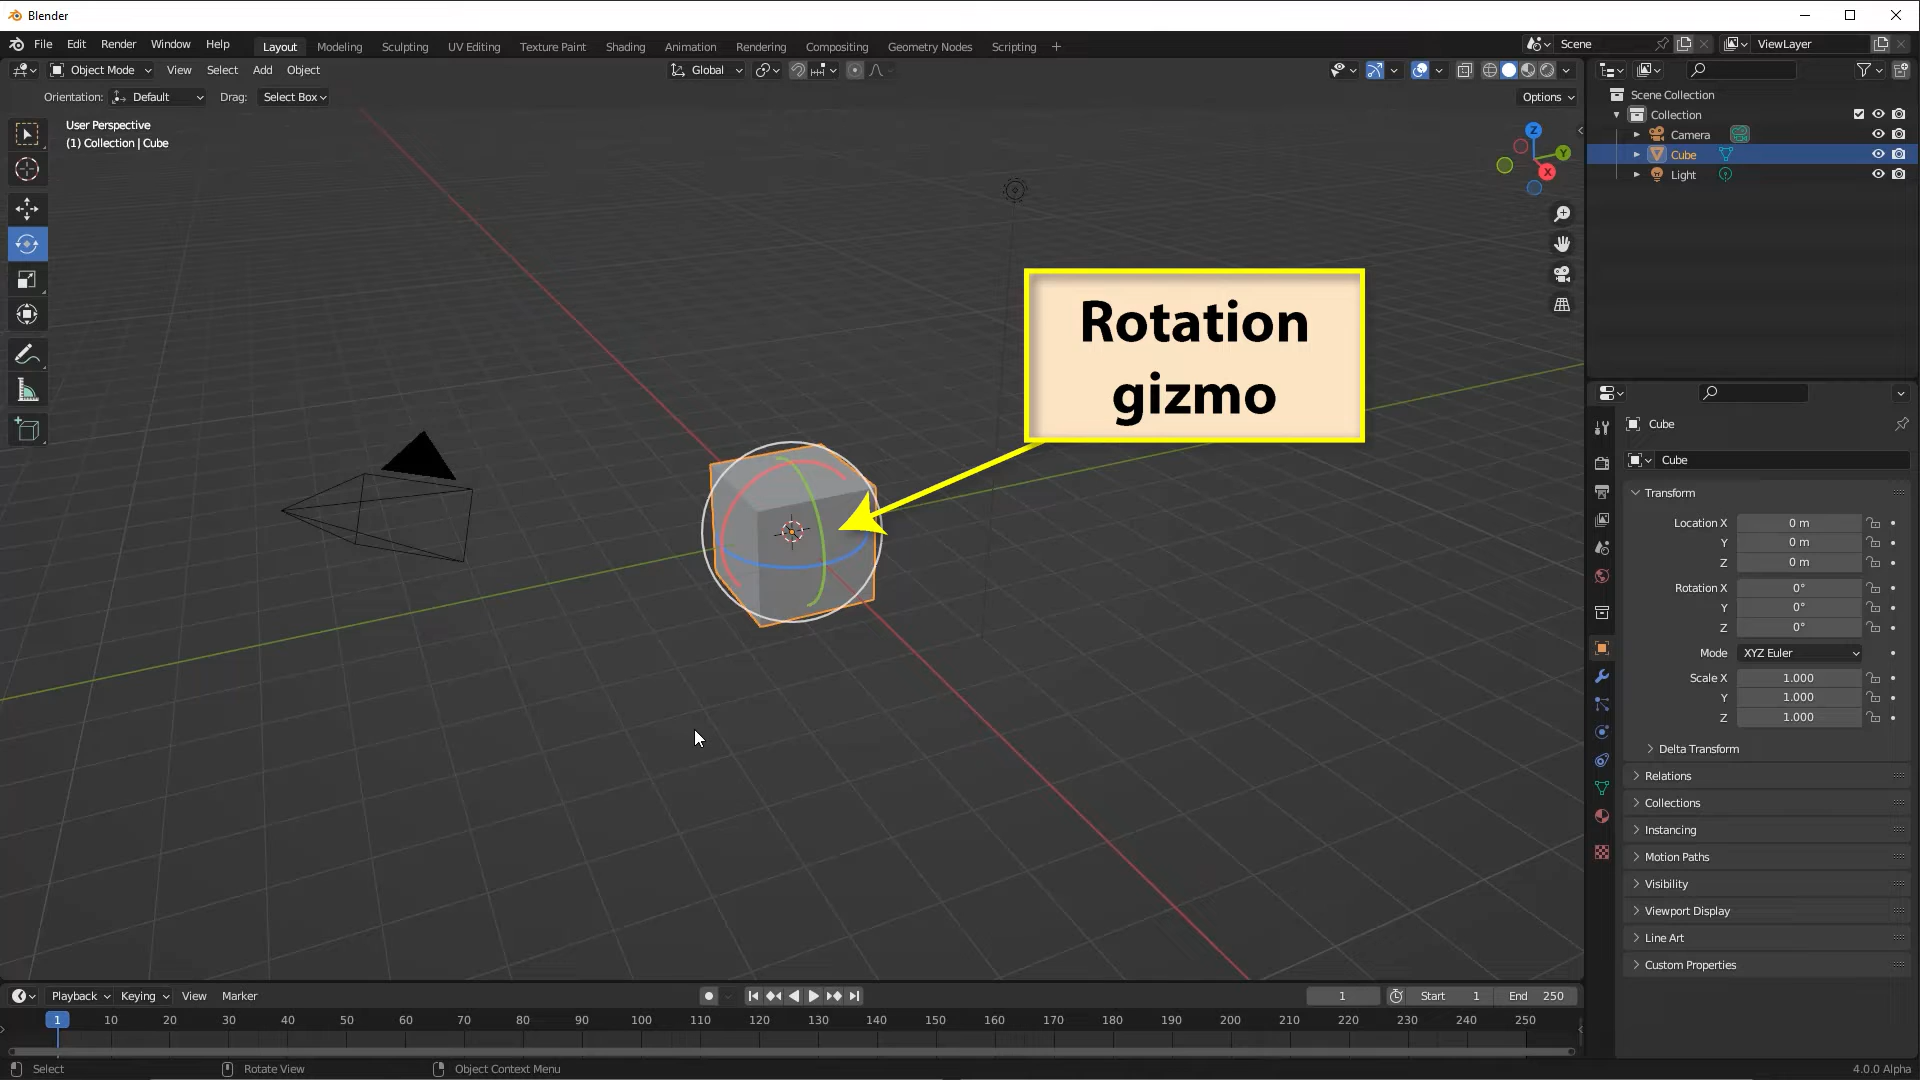 Blender
File Edit Render Window Help Layout Modeling Sculpting UV Editing Texture Paint Shading Animation Rendering Compositing Geometry Nodes Scripting + Scene ViewLayer
Object Mode View Select Add Object Global
Orientation: Default Drag: Select Box Options
User Perspective
(1) Collection | Cube
Z
Y
X
Rotation
gizmo
Scene Collection
Collection
Camera
Cube
Light
Cube
Cube
Transform
Location X 0 m
Y 0 m
Z 0 m
Rotation X 0°
Y 0°
Z 0°
Mode XYZ Euler
Scale X 1.000
Y 1.000
Z 1.000
Delta Transform
Relations
Collections
Instancing
Motion Paths
Visibility
Viewport Display
Line Art
Custom Properties
Playback Keying View Marker 1 Start 1 End 250
1 10 20 30 40 50 60 70 80 90 100 110 120 130 140 150 160 170 180 190 200 210 220 230 240 250
Select Rotate View Object Context Menu 4.0.0 Alpha